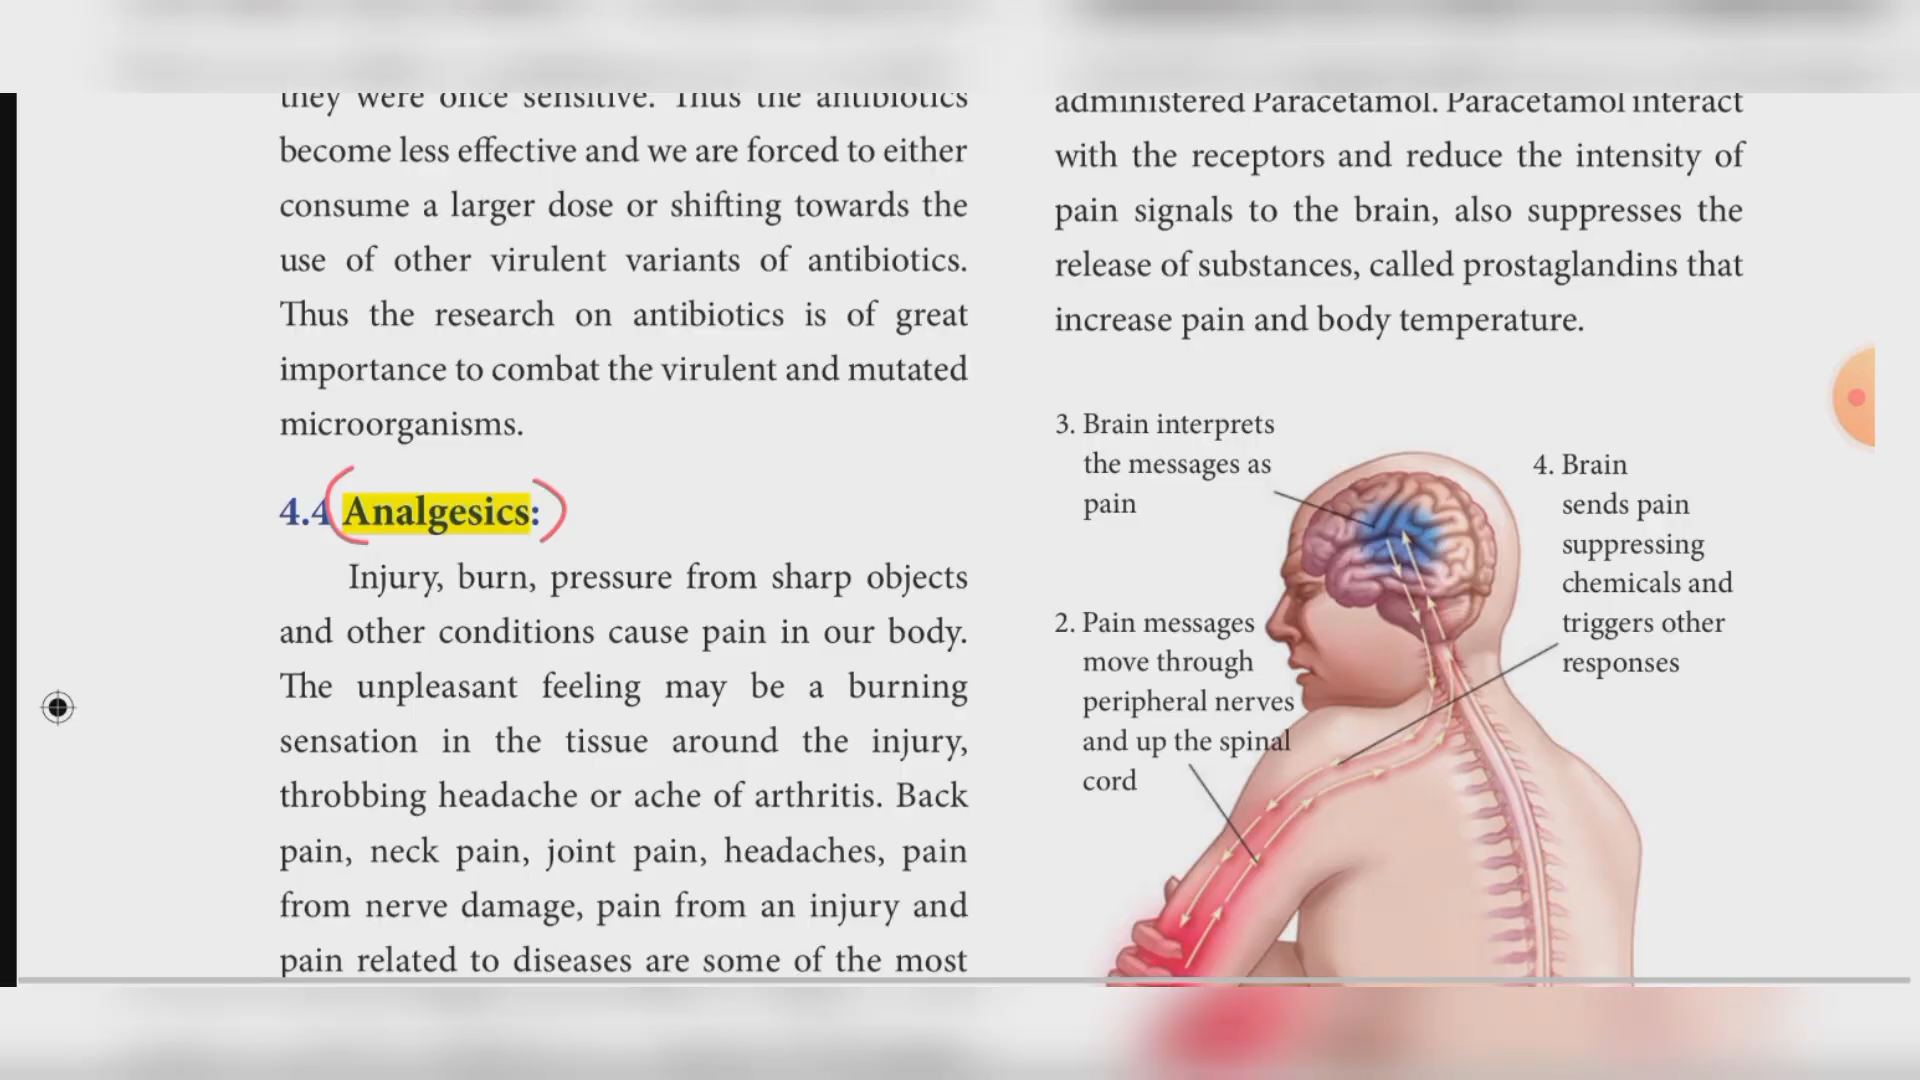 they were once sensitive. Thus the antibiotics
become less effective and we are forced to either
consume a larger dose or shifting towards the
use of other virulent variants of antibiotics.
Thus the research on antibiotics is of great
importance to combat the virulent and mutated
microorganisms.
4.4 Analgesics:
Injury, burn, pressure from sharp objects
and other conditions cause pain in our body.
The unpleasant feeling may be a burning
sensation in the tissue around the injury,
throbbing headache or ache of arthritis. Back
pain, neck pain, joint pain, headaches, pain
from nerve damage, pain from an injury and
pain related to diseases are some of the most
administered Paracetamol. Paracetamol interact
with the receptors and reduce the intensity of
pain signals to the brain, also suppresses the
release of substances, called prostaglandins that
increase pain and body temperature.
3. Brain interprets
the messages as
pain
4. Brain
sends pain
suppressing
chemicals and
triggers other
responses
2. Pain messages
move through
peripheral nerves
and up the spinal
cord